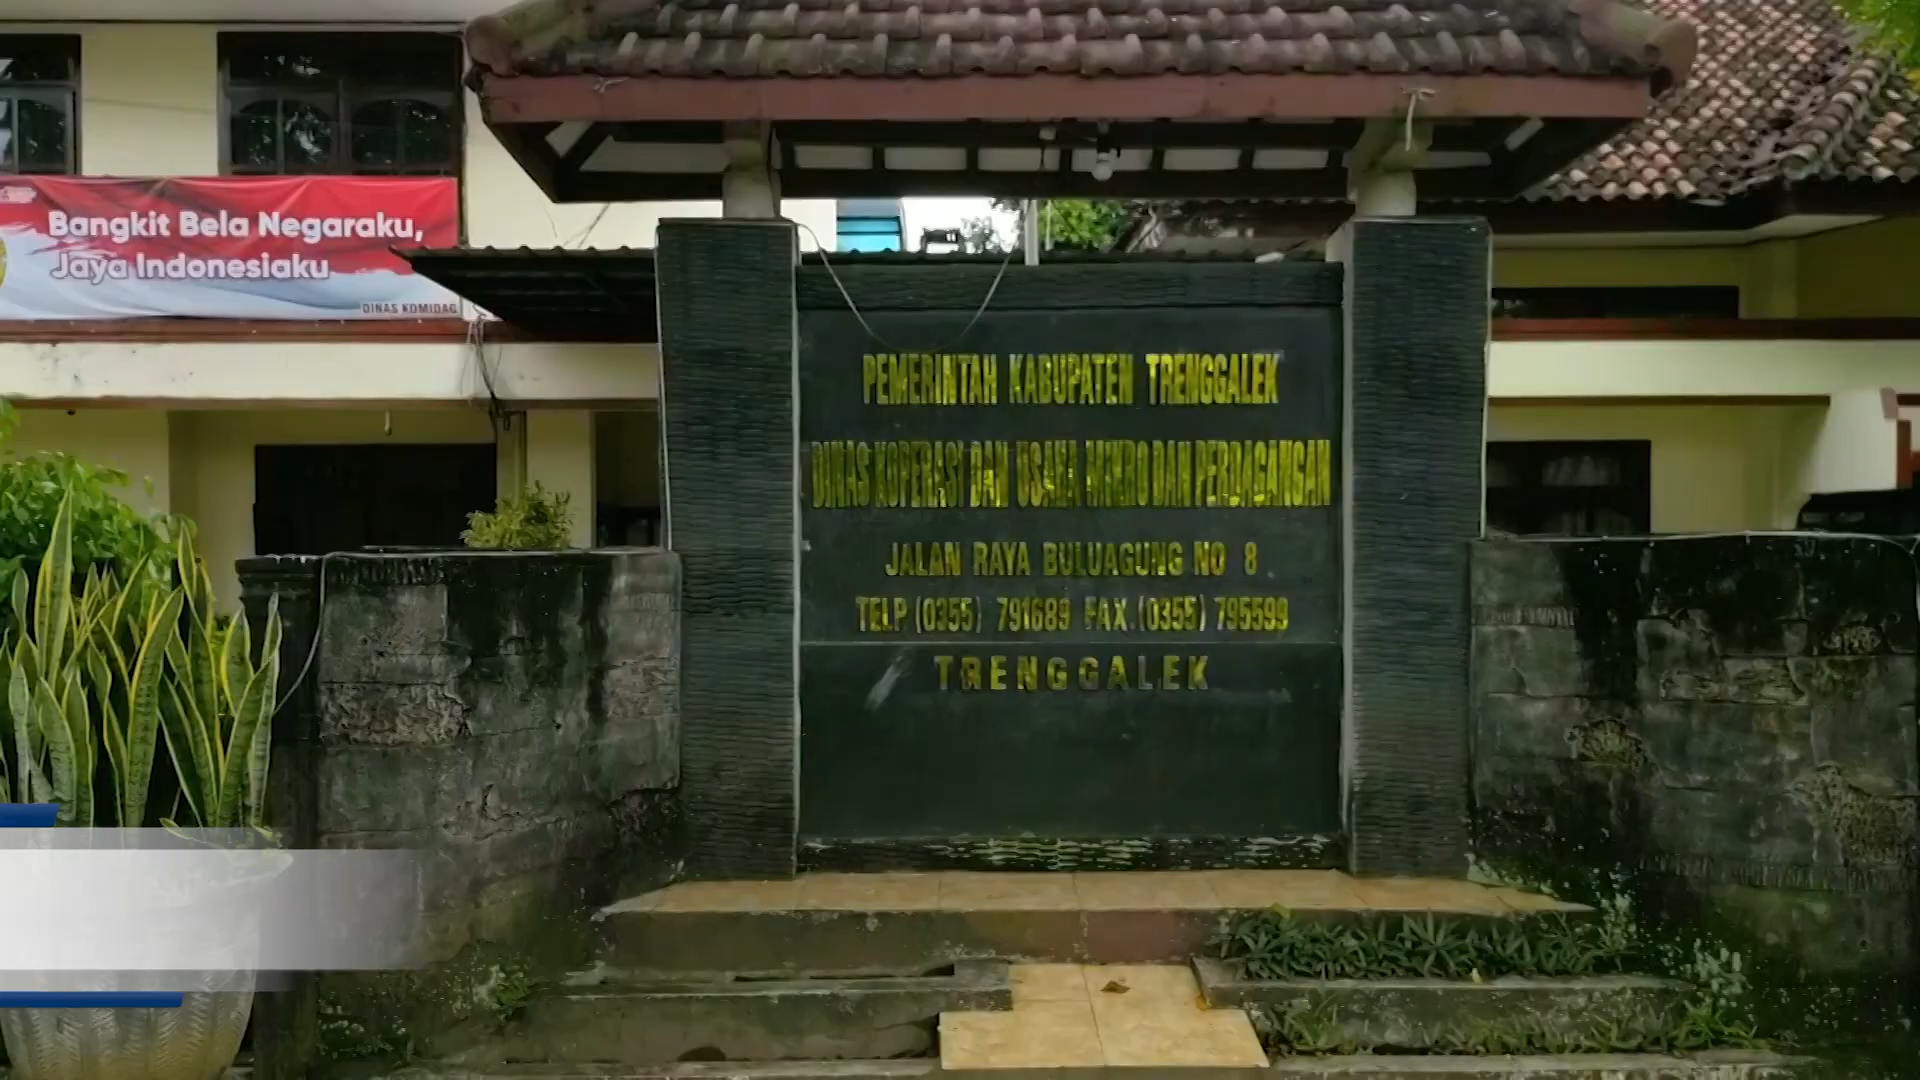 Bangkit Bela Negaraku,
Jaya Indonesiaku
DINAS KOMIDAG
PEMERINTAH KABUPATEN TRENGGALEK
DINAS KOPERASI DAN USAHA MIKRO DAN PERDAGANGAN
JALAN RAYA BULUAGUNG NO 8
TELP (0355) 791689 FAX.(0355) 795599
TRENGGALEK